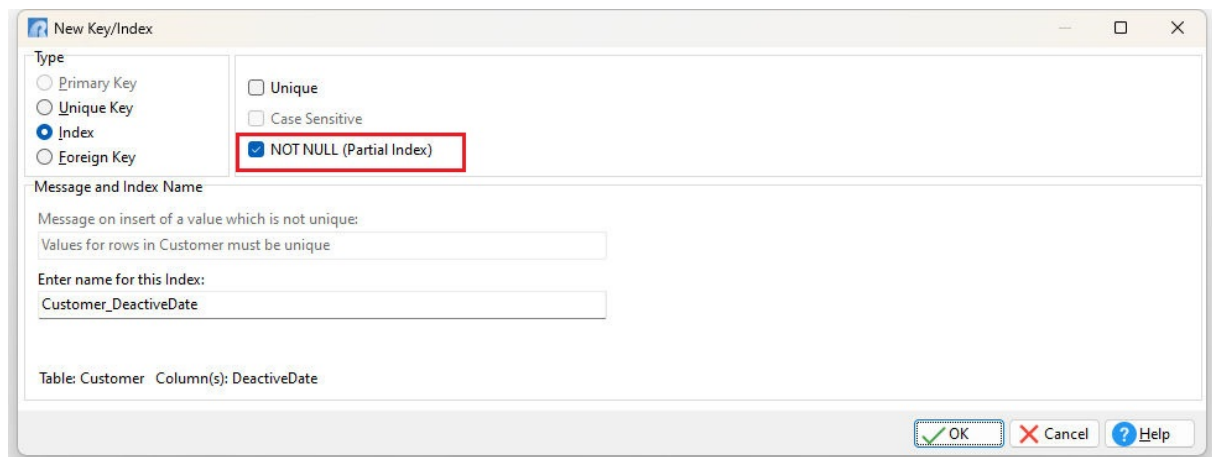 New Key/Index
Type
Primary Key
Unique Key
Index
Foreign Key
Unique
Case Sensitive
NOT NULL (Partial Index)
Message and Index Name
Message on insert of a value which is not unique:
Values for rows in Customer must be unique
Enter name for this Index:
Customer_DeactiveDate
Table: Customer Column(s): DeactiveDate
OK
Cancel
Help